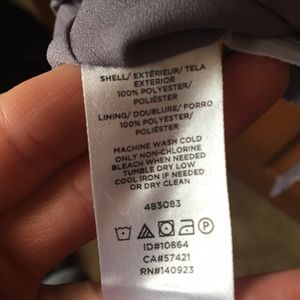 SHELL/ EXTÉRIEUR/ TELA
EXTERIOR
100% POLYESTER/
POLIÉSTER
LINING/ DOUBLURE/ FORRO
100% POLYESTER/
POLIÉSTER
MACHINE WASH COLD
ONLY NON-CHLORINE
BLEACH WHEN NEEDED
TUMBLE DRY LOW
COOL IRON IF NEEDED
OR DRY CLEAN
483083
ID#10864
CA#57421
RN#140923